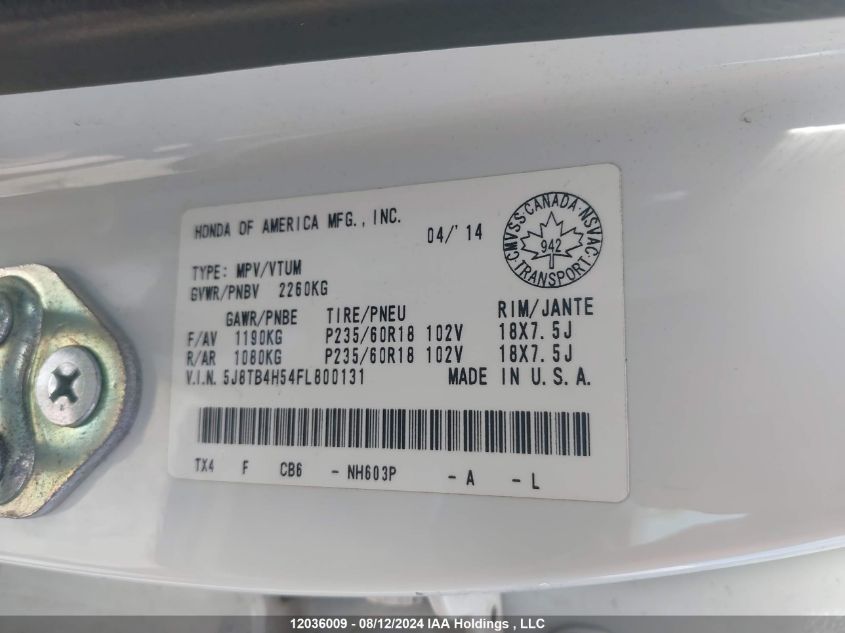 HONDA OF AMERICA MFG., INC.
04/'14
CMVSS·CANADA·NSVAC·TRANSPORT·
942
TYPE: MPV/VTUM
GVWR/PNBV 2260KG
GAWR/PNBE TIRE/PNEU RIM/JANTE
F/AV 1190KG P235/60R18 102V 18X7.5J
R/AR 1080KG P235/60R18 102V 18X7.5J
V.I.N. 5J8TB4H54FL800131 MADE IN U.S.A.
TX4 F CB6 - NH603P - A - L
12036009 - 08/12/2024 IAA Holdings , LLC